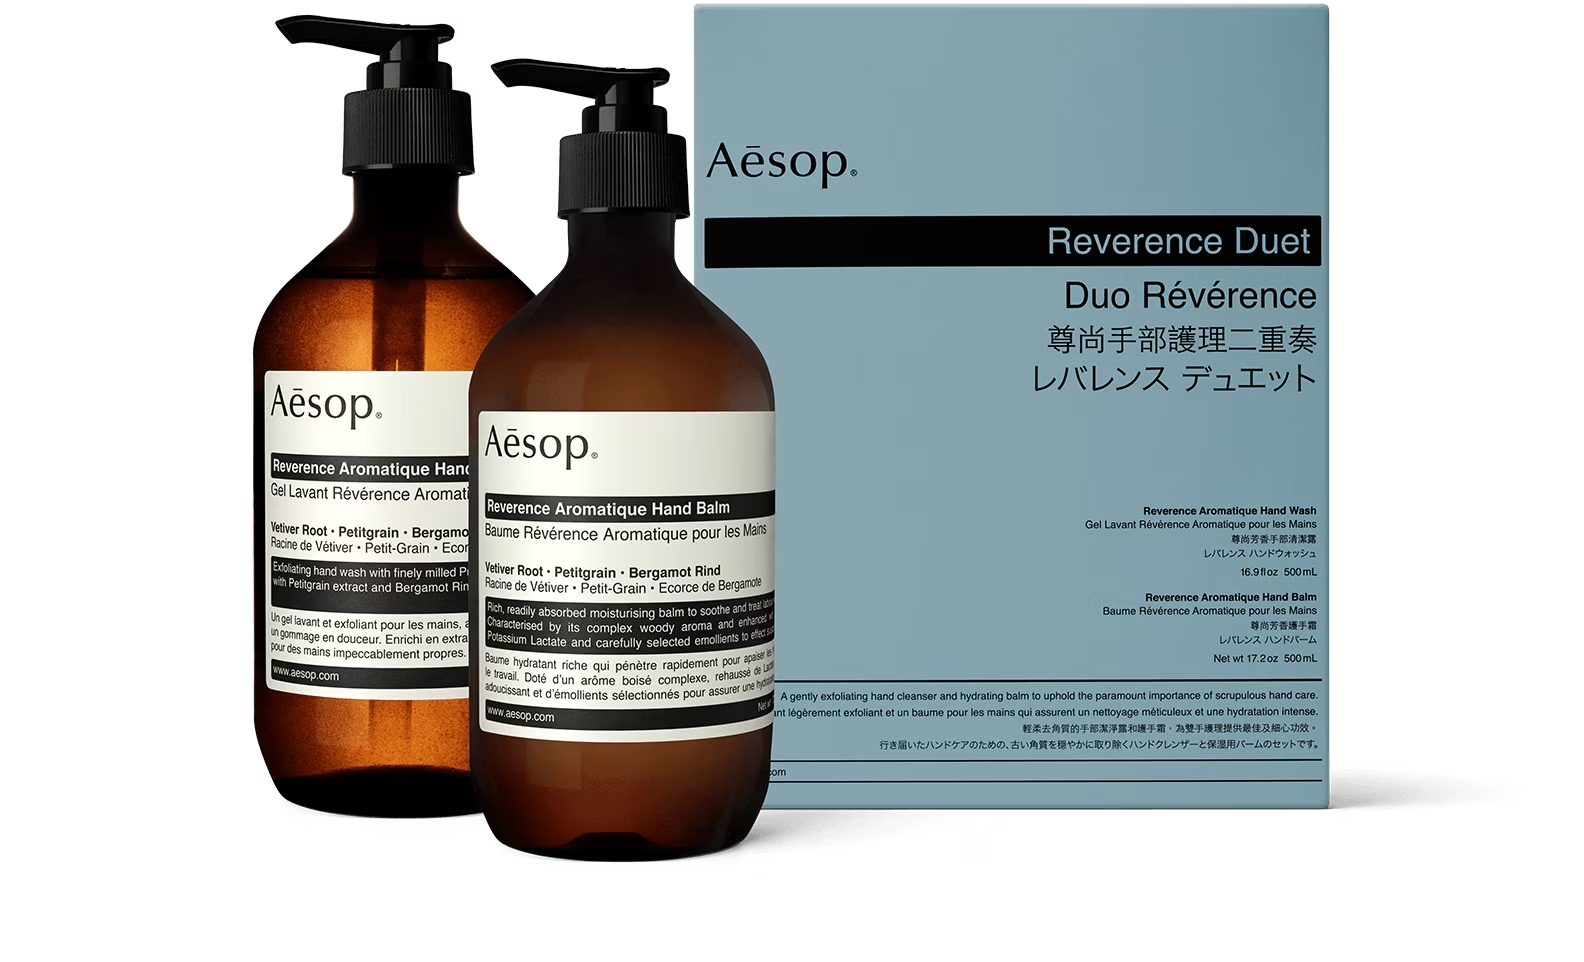 Aēsop®
Reverence Aromatique Hand
Gel Lavant Révérence Aromati
Vetiver Root • Petitgrain • Bergamo
Racine de Vétiver • Petit-Grain • Ecor
Exfoliating hand wash with finely milled Pu
with Petitgrain extract and Bergamot Rin
Un gel lavant et exfoliant pour les mains, a
un gommage en douceur. Enrichi en extra
pour des mains impeccablement propres.
www.aesop.com
Aēsop®
Reverence Aromatique Hand Balm
Baume Révérence Aromatique pour les Mains
Vetiver Root • Petitgrain • Bergamot Rind
Racine de Vétiver • Petit-Grain • Ecorce de Bergamote
Rich, readily absorbed moisturising balm to soothe and treat
Characterised by its complex woody aroma and enhanced
Potassium Lactate and carefully selected emollients to effect
Baume hydratant riche qui pénètre rapidement pour apaiser les
le travail. Doté d'un arôme boisé complexe, rehaussé de
adoucissant et d'émollients sélectionnés pour assurer une
www.aesop.com Net
Aēsop®
Reverence Duet
Duo Révérence
尊尚手部護理二重奏
レバレンス デュエット
Reverence Aromatique Hand Wash
Gel Lavant Révérence Aromatique pour les Mains
尊尚芳香手部清潔露
レバレンス ハンドウォッシュ
16.9 fl oz 500 mL
Reverence Aromatique Hand Balm
Baume Révérence Aromatique pour les Mains
尊尚芳香護手霜
レバレンス ハンドバーム
Net wt 17.2 oz 500 mL
A gently exfoliating hand cleanser and hydrating balm to uphold the paramount importance of scrupulous hand care.
nt légèrement exfoliant et un baume pour les mains qui assurent un nettoyage méticuleux et une hydratation intense.
輕柔去角質的手部潔淨露和護手霜，為雙手護理提供最佳及細心功效。
行き届いたハンドケアのための、古い角質を穏やかに取り除くハンドクレンザーと保湿用バームのセットです。
com